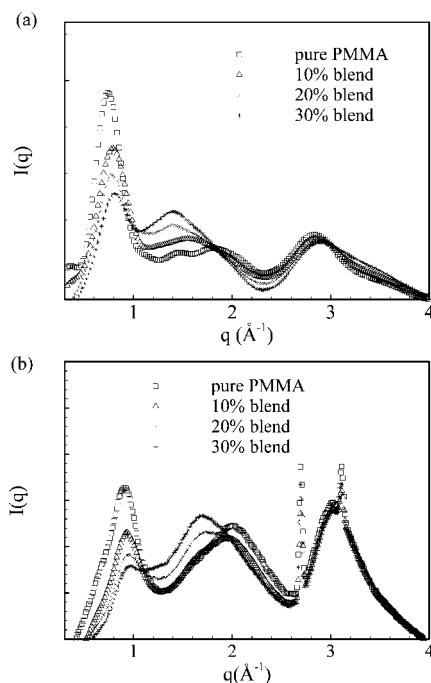 (a)
pure PMMA
10% blend
20% blend
30% blend
I(q)
1 2 3 4
q (Å⁻¹)
(b)
pure PMMA
10% blend
20% blend
30% blend
I(q)
1 2 3 4
q(Å⁻¹)